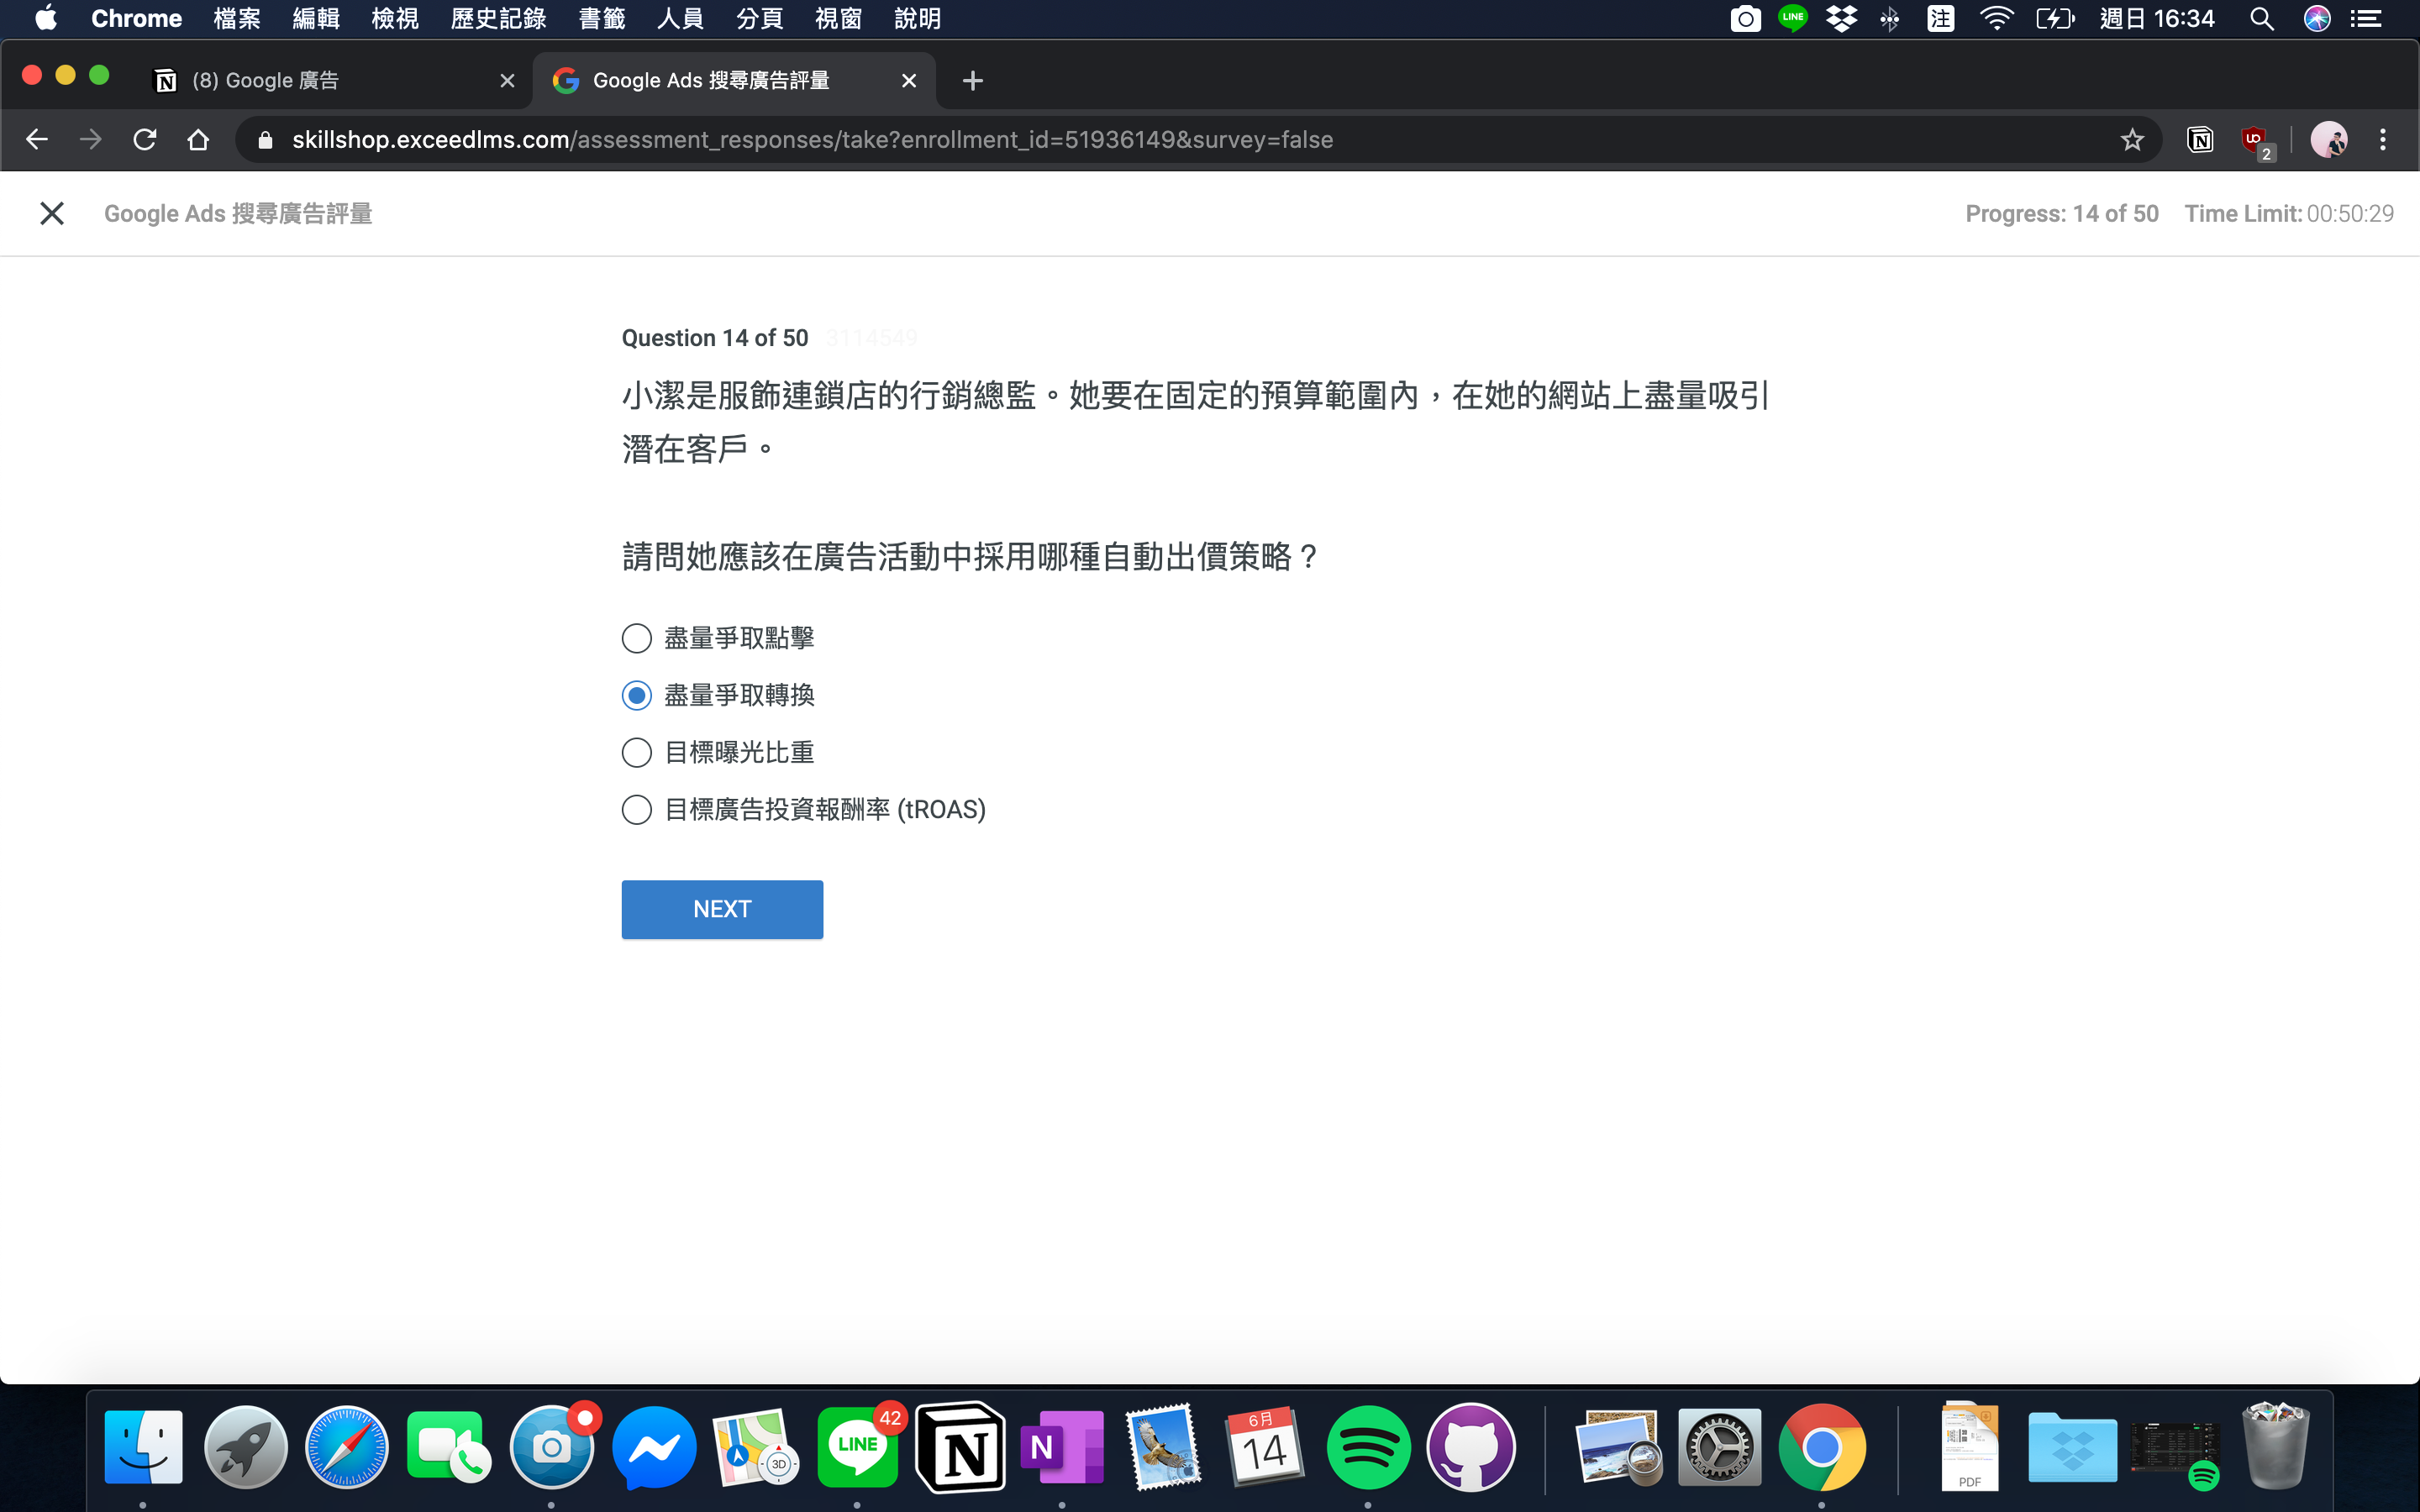 Chrome 檔案 編輯 檢視 歷史記錄 書籤 人員 分頁 視窗 說明 LINE 注 週日 16:34
(8) Google 廣告 Google Ads 搜尋廣告評量
skillshop.exceedlms.com/assessment_responses/take?enrollment_id=51936149&survey=false 2
Google Ads 搜尋廣告評量 Progress: 14 of 50 Time Limit: 00:50:29
Question 14 of 50 3114549
小潔是服飾連鎖店的行銷總監。她要在固定的預算範圍內，在她的網站上盡量吸引
潛在客戶。
請問她應該在廣告活動中採用哪種自動出價策略？
盡量爭取點擊
盡量爭取轉換
目標曝光比重
目標廣告投資報酬率 (tROAS)
NEXT
3D LINE 42 N N 6月 14 PDF